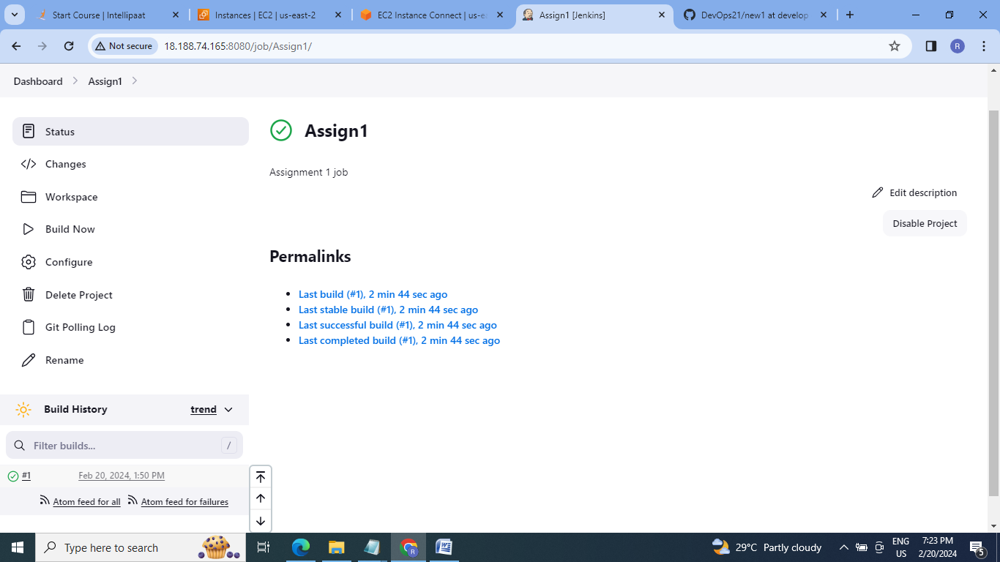 Start Course | Intellipaat
Instances | EC2 | us-east-2
EC2 Instance Connect | us-ea
Assign1 [Jenkins]
DevOps21/new1 at develop
Not secure
18.188.74.165:8080/job/Assign1/
R
Dashboard
Assign1
Status
Changes
Workspace
Build Now
Configure
Delete Project
Git Polling Log
Rename
Build History
trend
Filter builds...
/
#1
Feb 20, 2024, 1:50 PM
Atom feed for all
Atom feed for failures
Assign1
Assignment 1 job
Edit description
Disable Project
Permalinks
Last build (#1), 2 min 44 sec ago
Last stable build (#1), 2 min 44 sec ago
Last successful build (#1), 2 min 44 sec ago
Last completed build (#1), 2 min 44 sec ago
Type here to search
R
W
29°C Partly cloudy
ENG
US
7:23 PM
2/20/2024
5